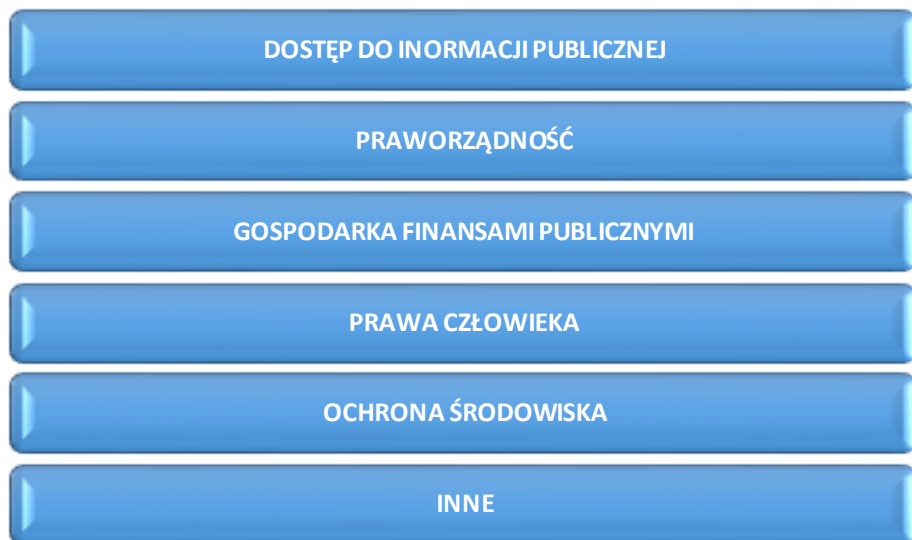 DOSTĘP DO INORMACJI PUBLICZNEJ
PRAWORZĄDNOŚĆ
GOSPODARKA FINANSAMI PUBLICZNYMI
PRAWA CZŁOWIEKA
OCHRONA ŚRODOWISKA
INNE